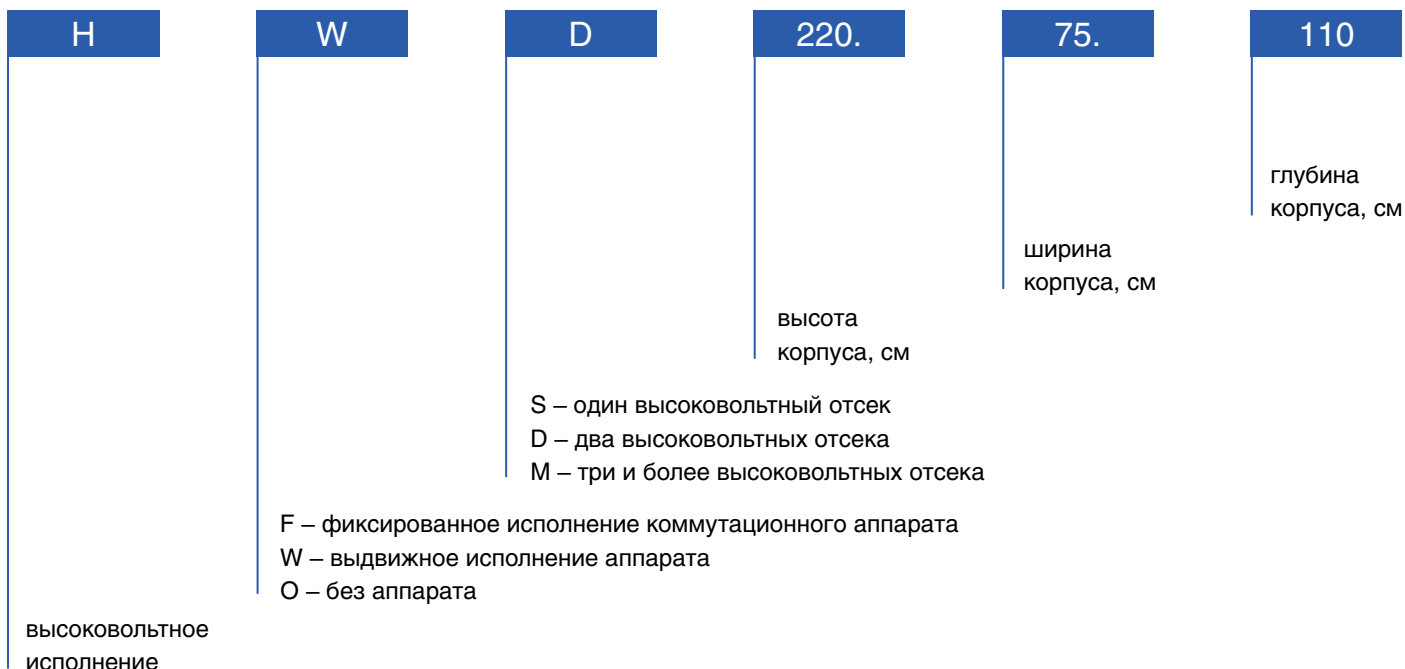 H W D 220. 75. 110
глубина
корпуса, см
ширина
корпуса, см
высота
корпуса, см
S – один высоковольтный отсек
D – два высоковольтных отсека
M – три и более высоковольтных отсека
F – фиксированное исполнение коммутационного аппарата
W – выдвижное исполнение аппарата
O – без аппарата
высоковольтное
исполнение